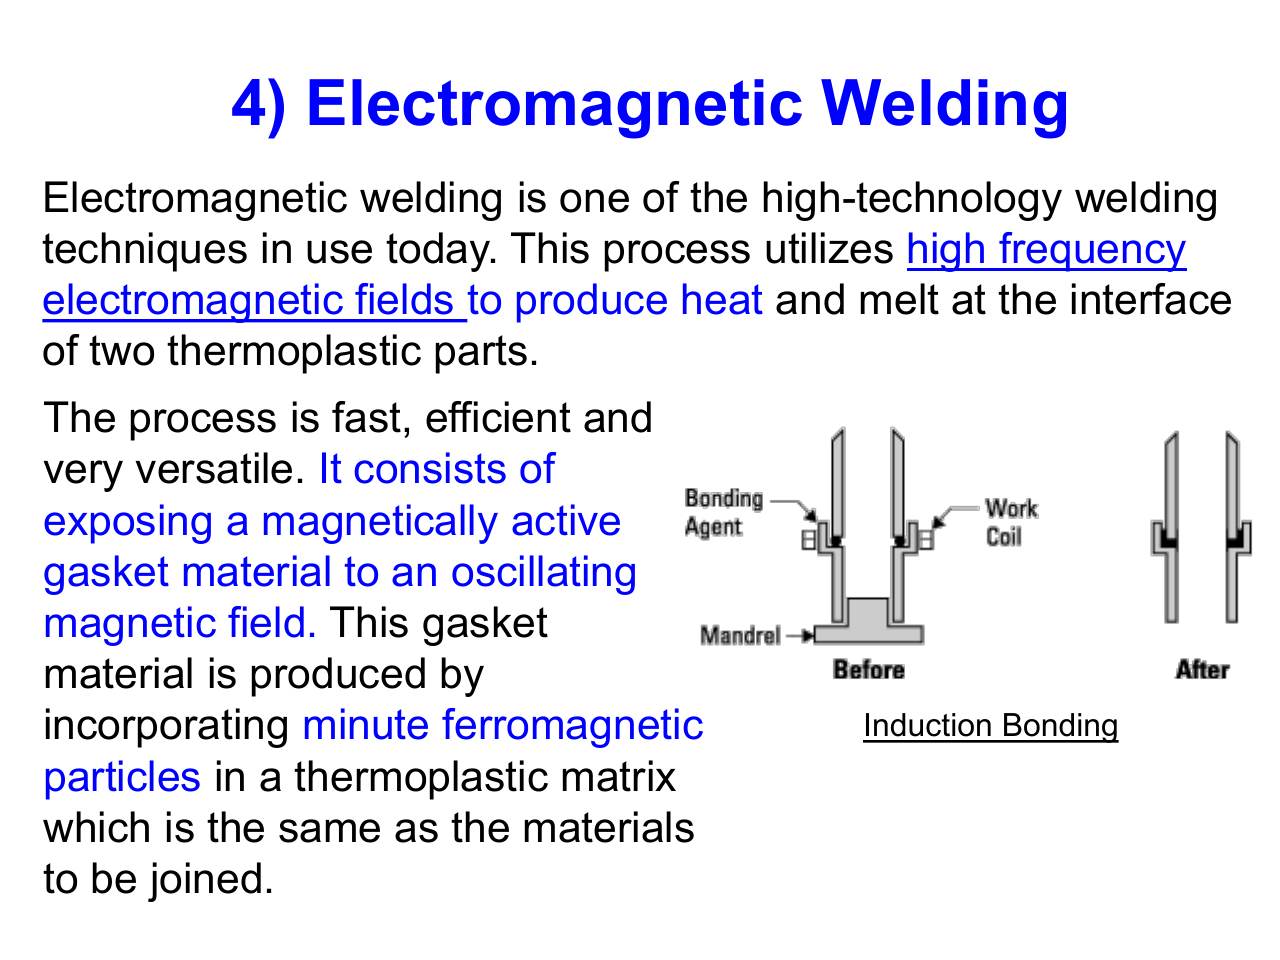 4) Electromagnetic Welding
Electromagnetic welding is one of the high-technology welding
techniques in use today. This process utilizes high frequency
electromagnetic fields to produce heat and melt at the interface
of two thermoplastic parts.
The process is fast, efficient and
very versatile. It consists of
exposing a magnetically active
gasket material to an oscillating
magnetic field. This gasket
material is produced by
incorporating minute ferromagnetic
particles in a thermoplastic matrix
which is the same as the materials
to be joined.
Bonding
Agent
Work
Coil
Mandrel
Before
After
Induction Bonding